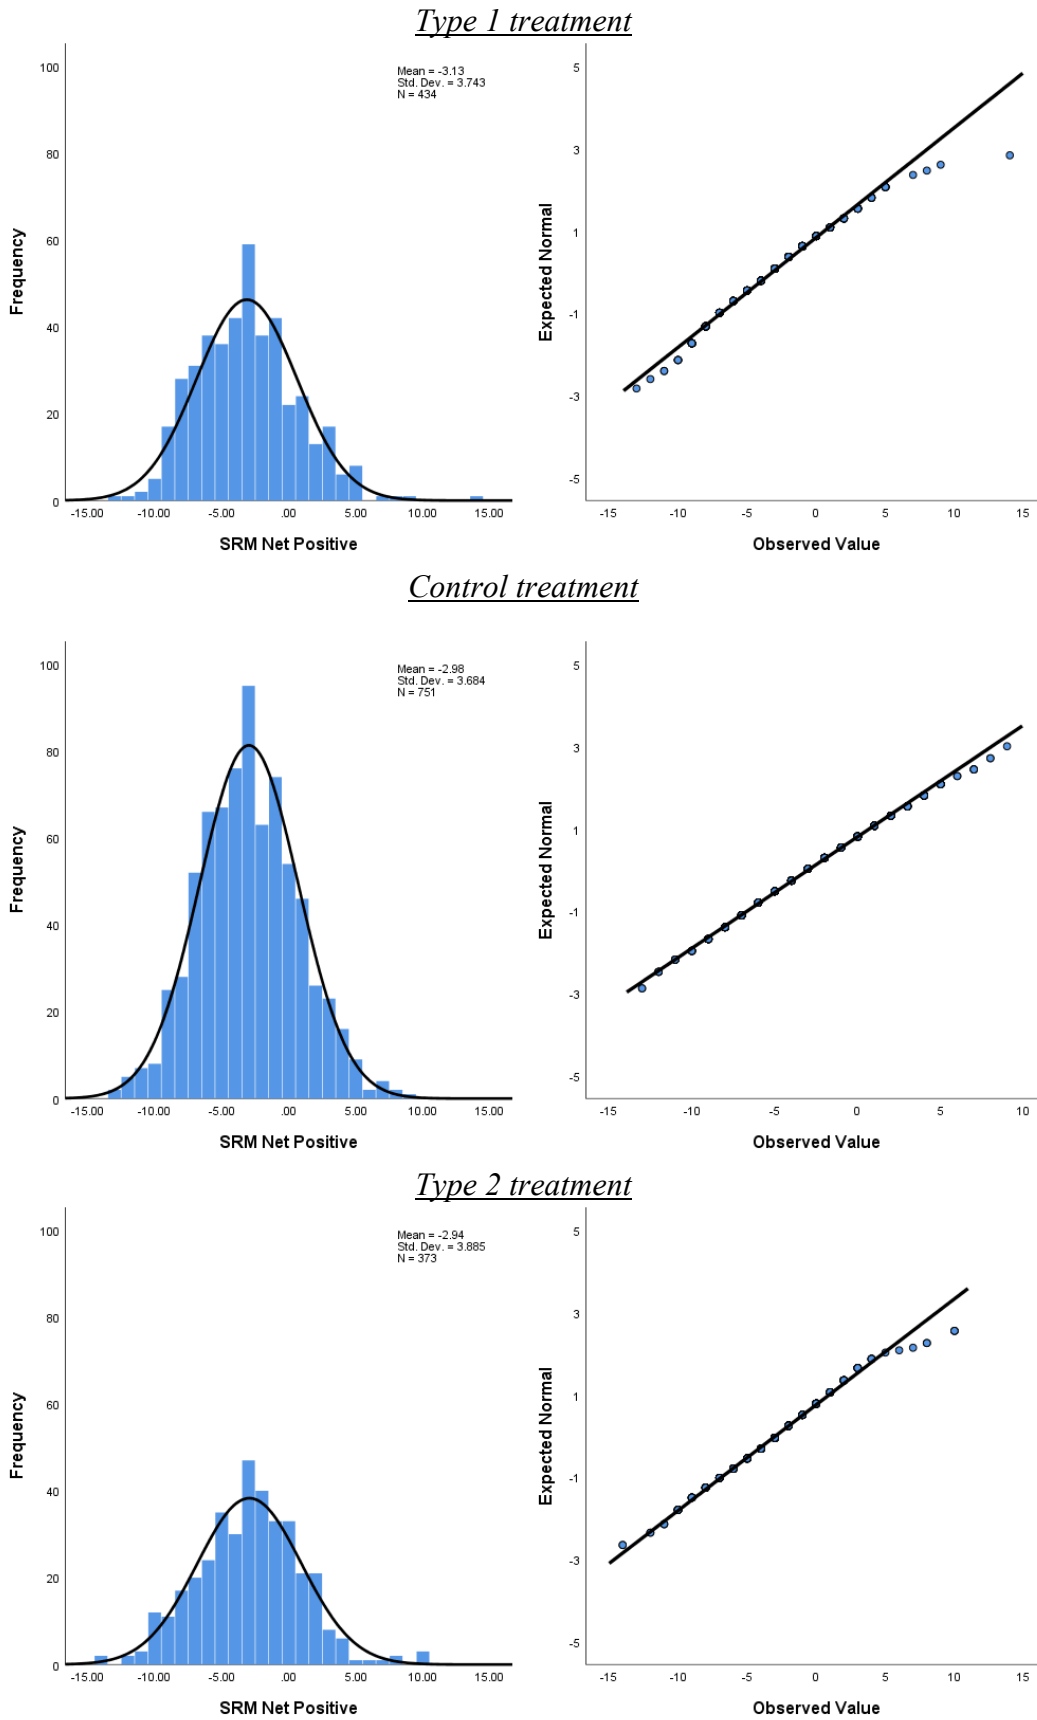 Type 1 treatment
Mean = -3.13
Std. Dev. = 3.743
N = 434
Frequency
100
80
60
40
20
0
-15.00 -10.00 -5.00 .00 5.00 10.00 15.00
SRM Net Positive
Expected Normal
5
3
1
-1
-3
-5
-15 -10 -5 0 5 10 15
Observed Value
Control treatment
Mean = -2.98
Std. Dev. = 3.684
N = 751
Frequency
100
80
60
40
20
0
-15.00 -10.00 -5.00 .00 5.00 10.00 15.00
SRM Net Positive
Expected Normal
5
3
1
-1
-3
-5
-15 -10 -5 0 5 10
Observed Value
Type 2 treatment
Mean = -2.94
Std. Dev. = 3.885
N = 373
Frequency
100
80
60
40
20
0
-15.00 -10.00 -5.00 .00 5.00 10.00 15.00
SRM Net Positive
Expected Normal
5
3
1
-1
-3
-5
-15 -10 -5 0 5 10 15
Observed Value